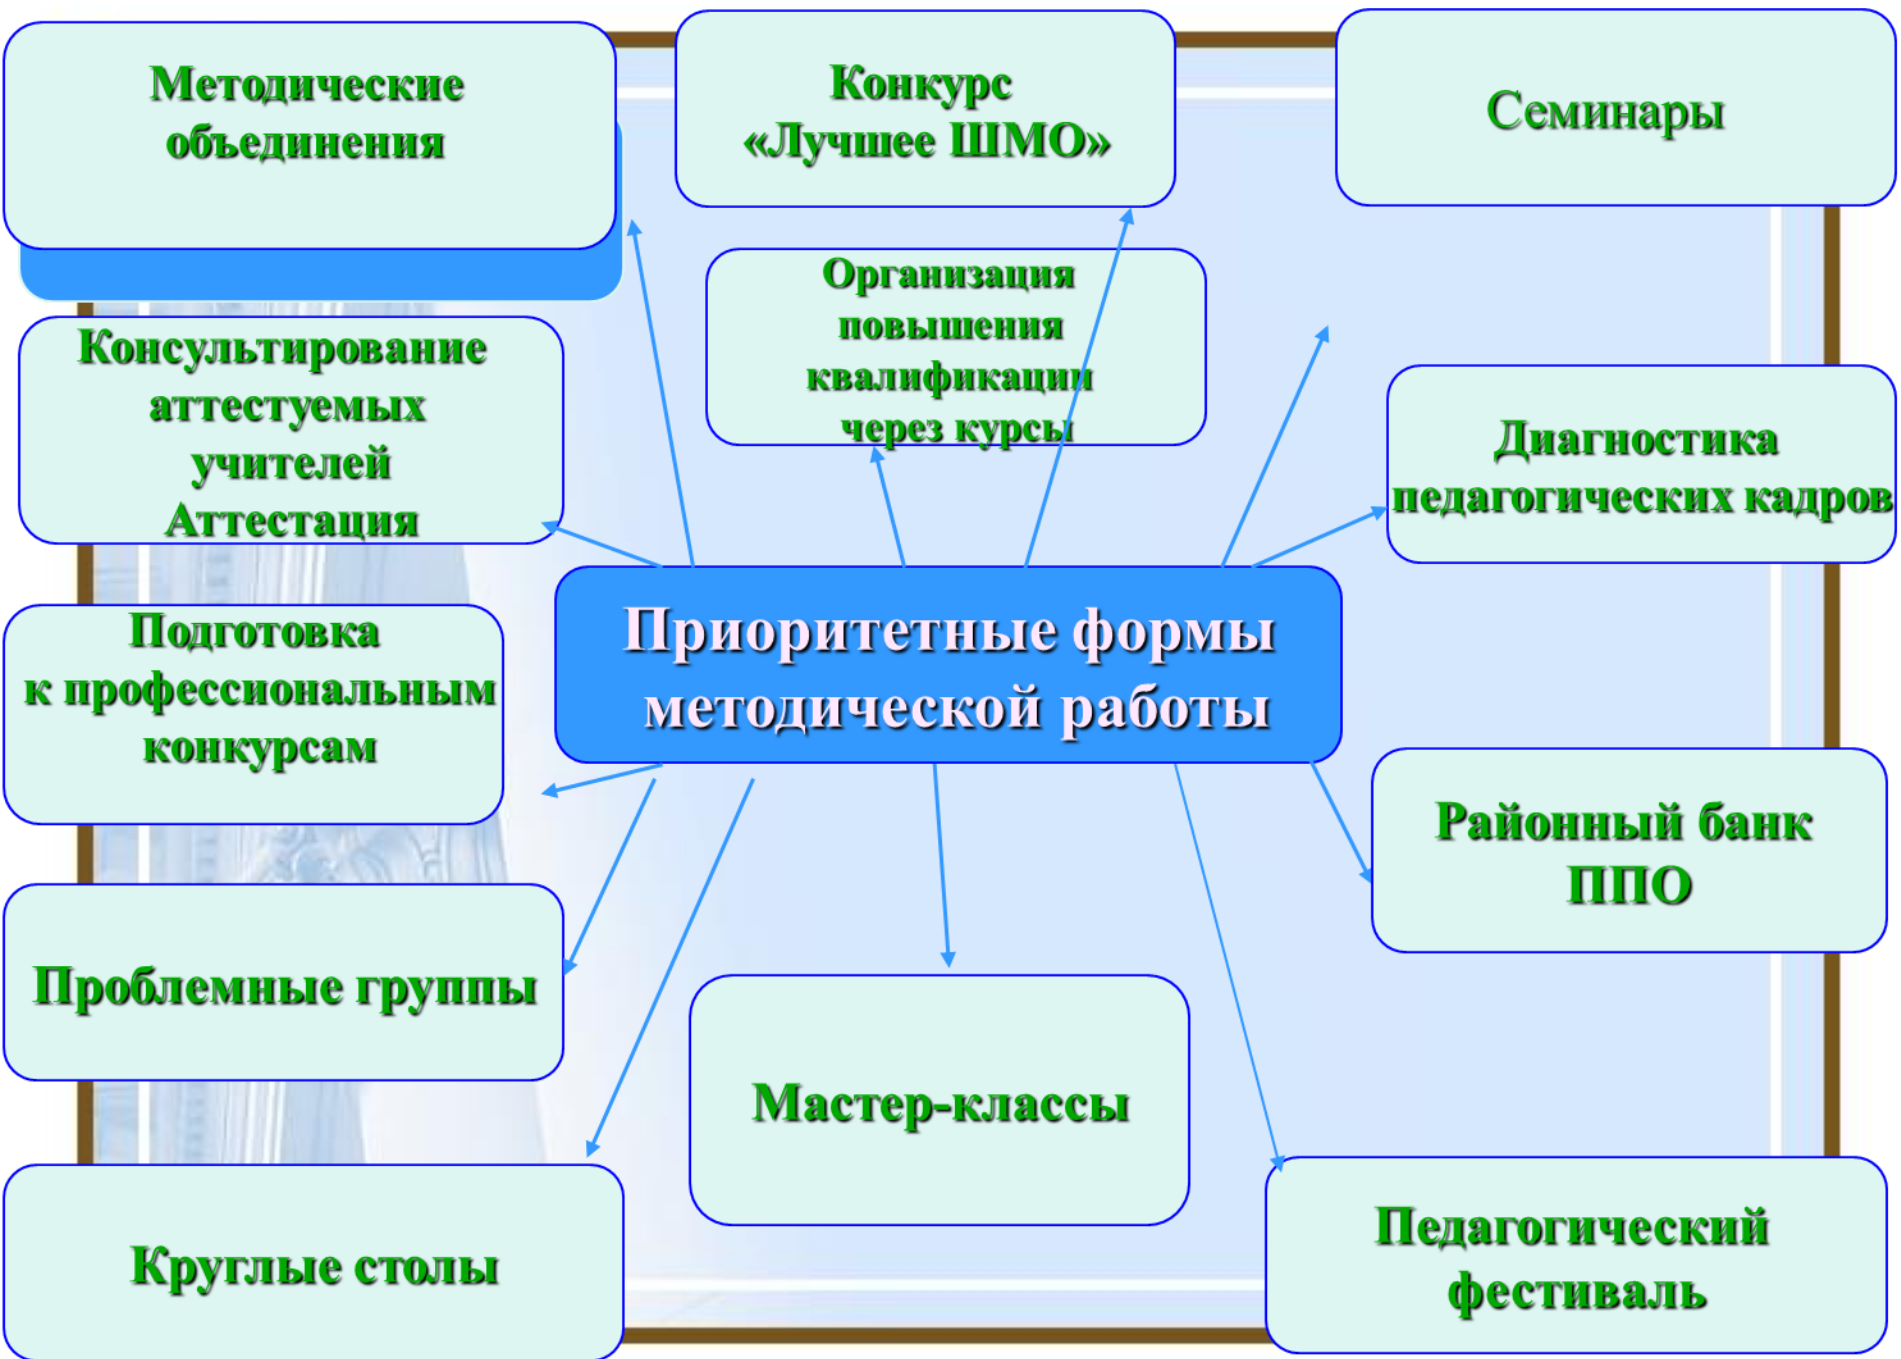 Методические
объединения
Конкурс
«Лучшее ШМО»
Семинары
Организация
повышения
квалификации
через курсы
Консультирование
аттестуемых
учителей
Аттестация
Диагностика
педагогических кадров
Приоритетные формы
методической работы
Подготовка
к профессиональным
конкурсам
Районный банк
ППО
Проблемные группы
Мастер-классы
Круглые столы
Педагогический
фестиваль